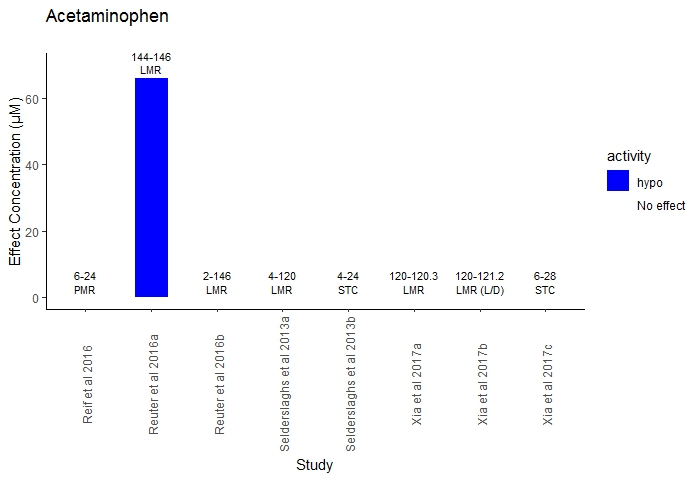 Acetaminophen
Effect Concentration (µM)
60
40
20
0
144-146
LMR
6-24
PMR
2-146
LMR
4-120
LMR
4-24
STC
120-120.3
LMR
120-121.2
LMR (L/D)
6-28
STC
Reif et al 2016
Reuter et al 2016a
Reuter et al 2016b
Selderslaghs et al 2013a
Selderslaghs et al 2013b
Xia et al 2017a
Xia et al 2017b
Xia et al 2017c
Study
activity
hypo
No effect